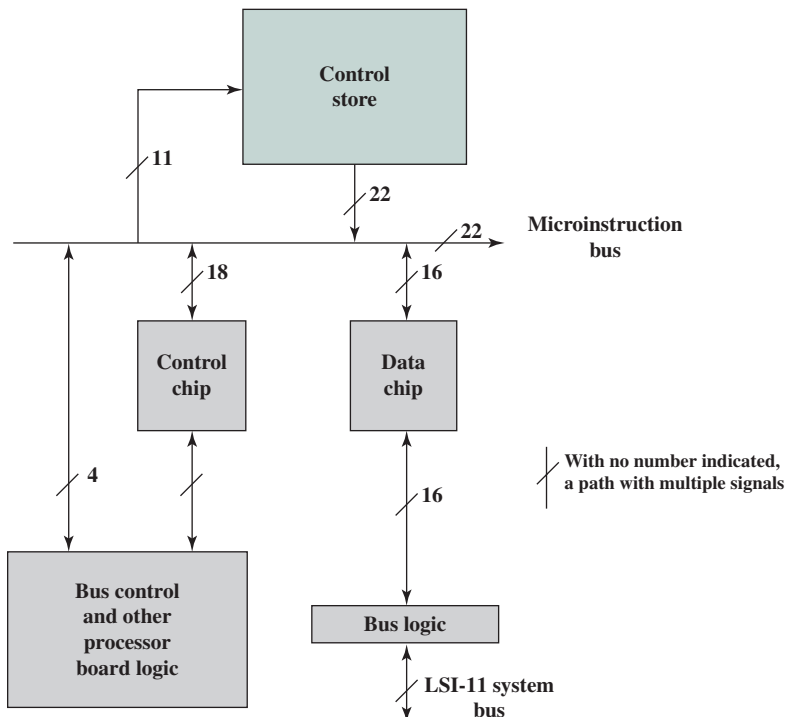 Control
store
11
22
22
Microinstruction
bus
18
16
Control
chip
Data
chip
With no number indicated,
a path with multiple signals
4
16
Bus control
and other
processor
board logic
Bus logic
LSI-11 system
bus